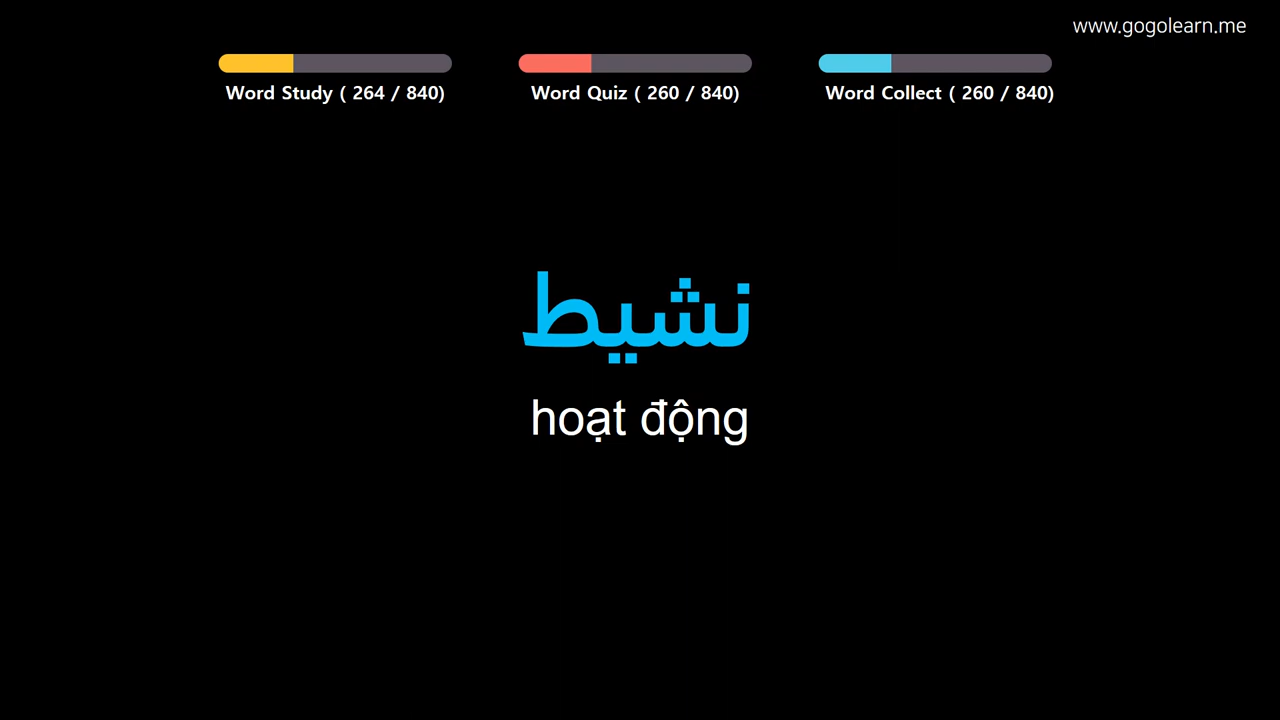 www.gogolearn.me
Word Study ( 264 / 840)
Word Quiz ( 260 / 840)
Word Collect ( 260 / 840)
نشيط
hoạt động